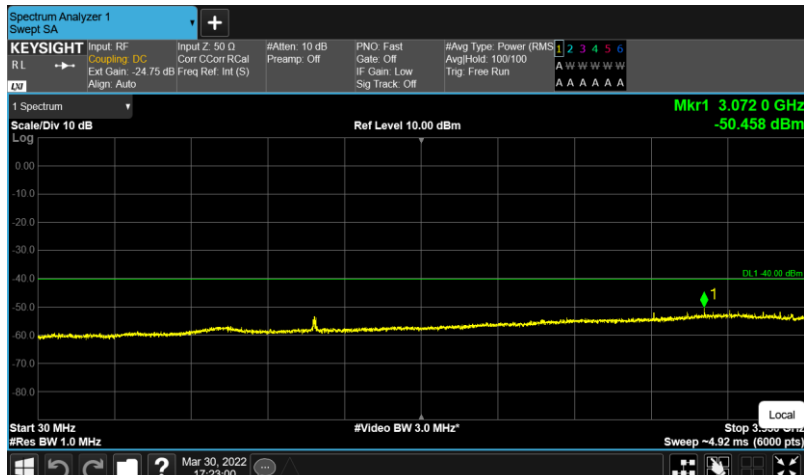 Spectrum Analyzer 1
Swept SA
+
KEYSIGHT Input: RF Input Z: 50 Ω #Atten: 10 dB PNO: Fast #Avg Type: Power (RMS 1 2 3 4 5 6
RL Coupling: DC Corr CCorr RCal Preamp: Off Gate: Off Avg|Hold: 100/100 A W W W W W
Ext Gain: -24.75 dB Freq Ref: Int (S) IF Gain: Low Trig: Free Run
LXI Align: Auto Sig Track: Off A A A A A A
1 Spectrum Mkr1 3.072 0 GHz
Scale/Div 10 dB Ref Level 10.00 dBm -50.458 dBm
Log
0.00
-10.0
-20.0
-30.0
-40.0 DL1 -40.00 dBm
1
-50.0
-60.0
-70.0
-80.0
Local
Start 30 MHz #Video BW 3.0 MHz* Stop
#Res BW 1.0 MHz Sweep ~4.92 ms (6000 pts)
? Mar 30, 2022
17:23:00